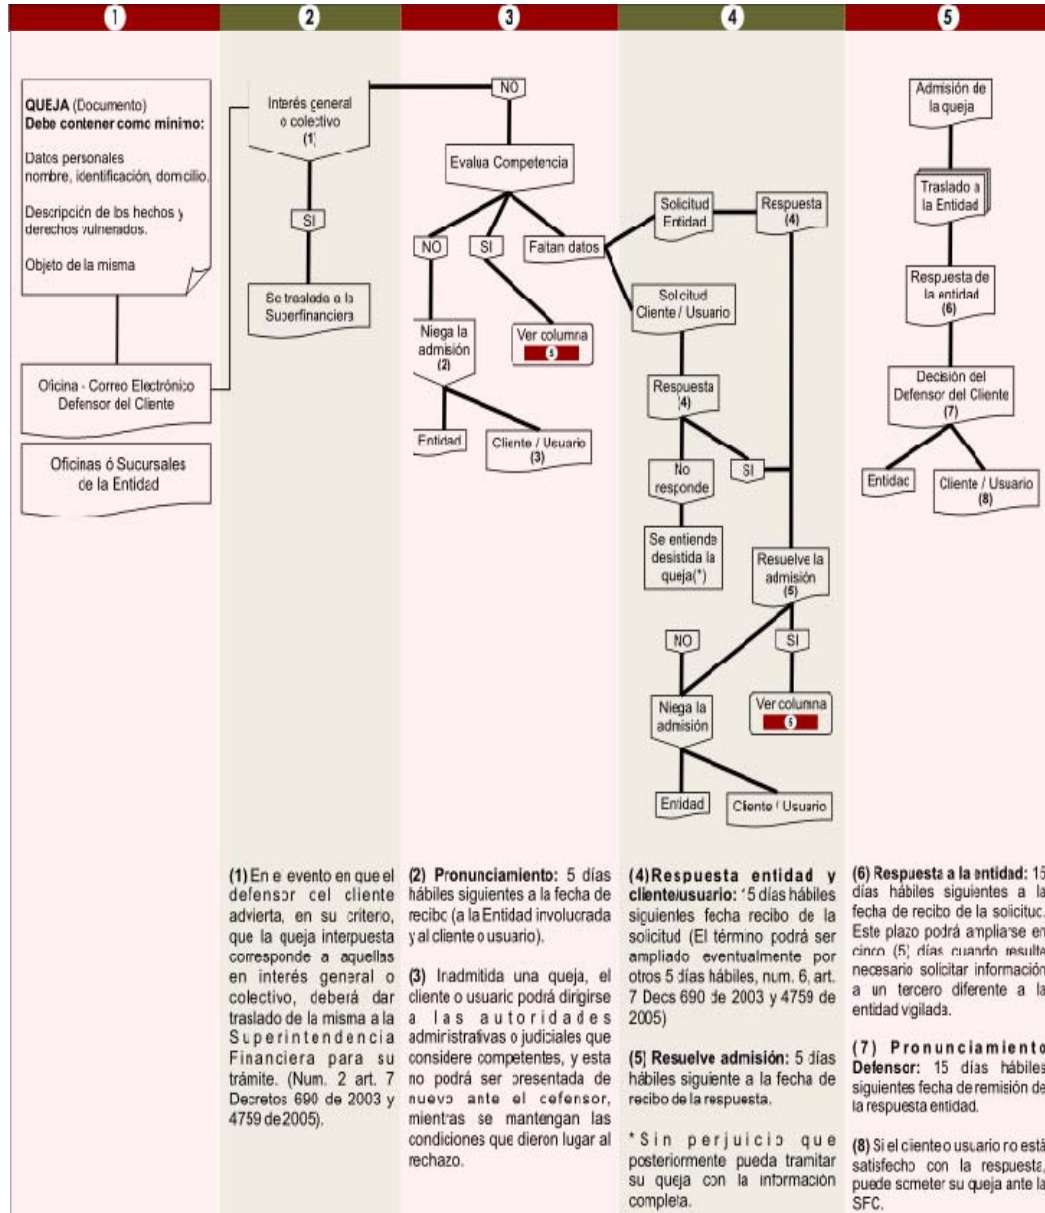 1
2
3
4
5
QUEJA (Documento)
Debe contener como mínimo:
Datos personales
nombre, identificación, domicilio.
Descripción de los hechos y
derechos vulnerados.
Objeto de la misma
Oficina - Correo Electrónico
Defensor del Cliente
Oficinas ó Sucursales
de la Entidad
Interés general
o colectivo
(1)
SI
Se traslada a la
Superfinanciera
NO
Evalua Competencia
NO
SI
Faltan datos
Niega la
admisión
(2)
Ver columna
5
Entidad
Cliente / Usuario
(3)
Solicitud
Entidad
Respuesta
(4)
Solicitud
Cliente / Usuario
Respuesta
(4)
No
responde
SI
Se entiende
desistida la
queja(*)
Resuelve la
admisión
(5)
NO
SI
Niega la
admisión
Ver columna
5
Entidad
Cliente / Usuario
Admisión de
la queja
Traslado a
la Entidad
Respuesta de
la entidad
(6)
Decisión del
Defensor del Cliente
(7)
Entidad
Cliente / Usuario
(8)
(1) En e evento en que el
defensor del cliente
advierta, en su criterio,
que la queja interpuesta
corresponde a aquellas
en interés general o
colectivo, deberá dar
traslado de la misma a la
Superintendencia
Financiera para su
trámite. (Num. 2 art. 7
Decretos 690 de 2003 y
4759 de 2005).
(2) Pronunciamiento: 5 días
hábiles siguientes a la fecha de
recibo (a la Entidad involucrada
y al cliente o usuario).
(3) Inadmitida una queja, el
cliente o usuario podrá dirigirse
a las autoridades
administrativas o judiciales que
considere competentes, y esta
no podrá ser presentada de
nuevo ante el defensor,
mientras se mantengan las
condiciones que dieron lugar al
rechazo.
(4) Respuesta entidad y
cliente/usuario: 15 días hábiles
siguientes fecha recibo de la
solicitud (El término podrá ser
ampliado eventualmente por
otros 5 días hábiles, num. 6, art.
7 Decs 690 de 2003 y 4759 de
2005)
(5) Resuelve admisión: 5 días
hábiles siguiente a la fecha de
recibo de la respuesta.
* Sin perjuicio que
posteriormente pueda tramitar
su queja con la información
completa.
(6) Respuesta a la entidad: 15
días hábiles siguientes a la
fecha de recibo de la solicitud.
Este plazo podrá ampliarse en
cinco (5) días cuando resulte
necesario solicitar información
a un tercero diferente a la
entidad vigilada.
(7) Pronunciamiento
Defensor: 15 días hábiles
siguientes fecha de remisión de
la respuesta entidad.
(8) Si el cliente o usuario no está
satisfecho con la respuesta,
puede someter su queja ante la
SFC.